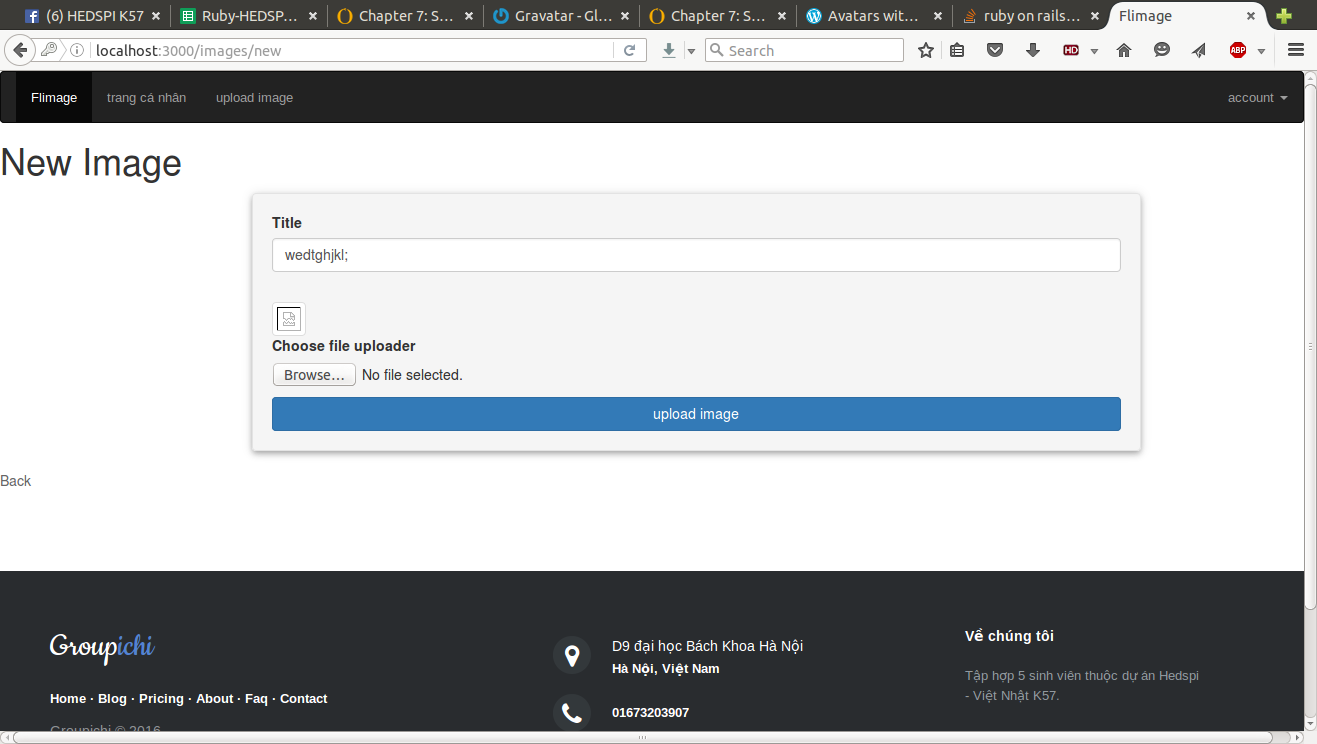 (6) HEDSPI K57
Ruby-HEDSP...
Chapter 7: S...
Gravatar - Gl...
Chapter 7: S...
Avatars wit...
ruby on rails...
Flimage
localhost:3000/images/new
Search
HD
ABP
Flimage
trang cá nhân
upload image
account
New Image
Title
wedtghjkl;
Choose file uploader
Browse...
No file selected.
upload image
Back
Groupichi
Home · Blog · Pricing · About · Faq · Contact
Groupichi © 2016
D9 đại học Bách Khoa Hà Nội
Hà Nội, Việt Nam
01673203907
Về chúng tôi
Tập hợp 5 sinh viên thuộc dự án Hedspi
- Việt Nhật K57.